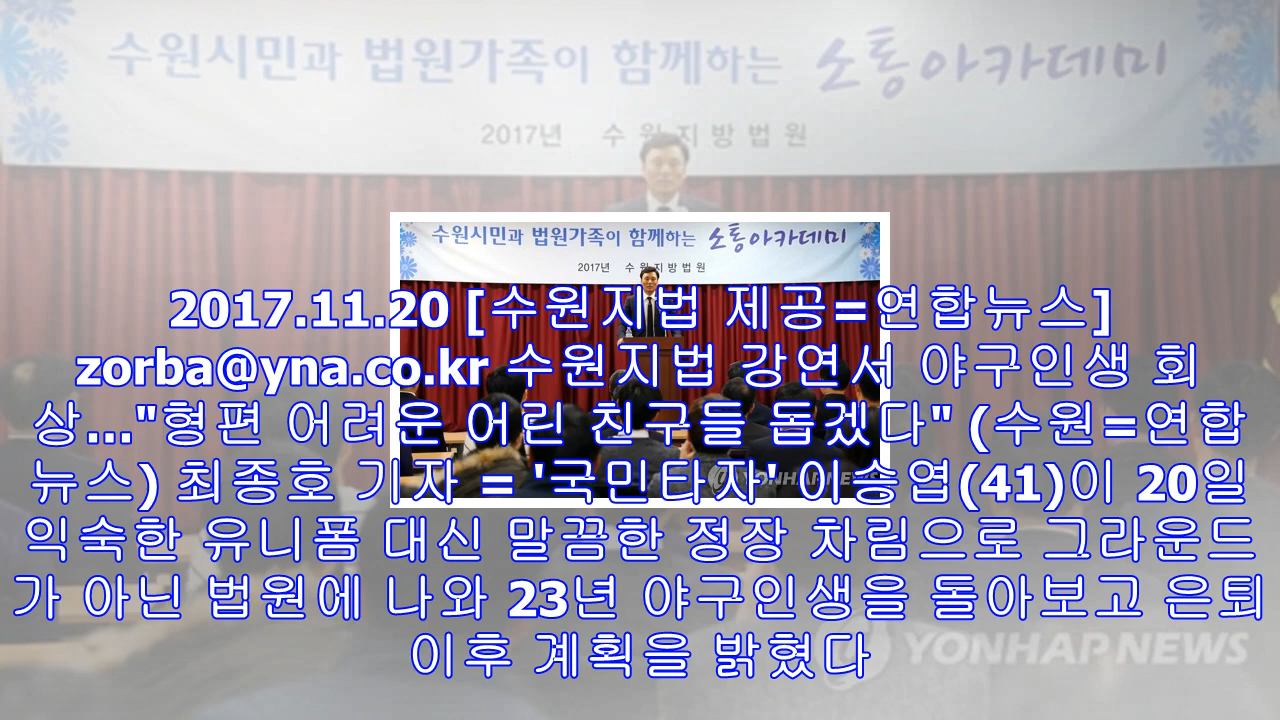 수원시민과 법원가족이 함께하는 소통아카데미
2017년 수원지방법원
수원시민과 법원가족이 함께하는 소통아카데미
2017년 수원지방법원
2017.11.20 [수원지법 제공=연합뉴스]
zorba@yna.co.kr 수원지법 강연서 야구인생 회
상..."형편 어려운 어린 친구들 돕겠다" (수원=연합
뉴스) 최종호 기자 = '국민타자' 이승엽(41)이 20일
익숙한 유니폼 대신 말끔한 정장 차림으로 그라운드
가 아닌 법원에 나와 23년 야구인생을 돌아보고 은퇴
이후 계획을 밝혔다
YONHAP NEWS
YONHAP NEWS